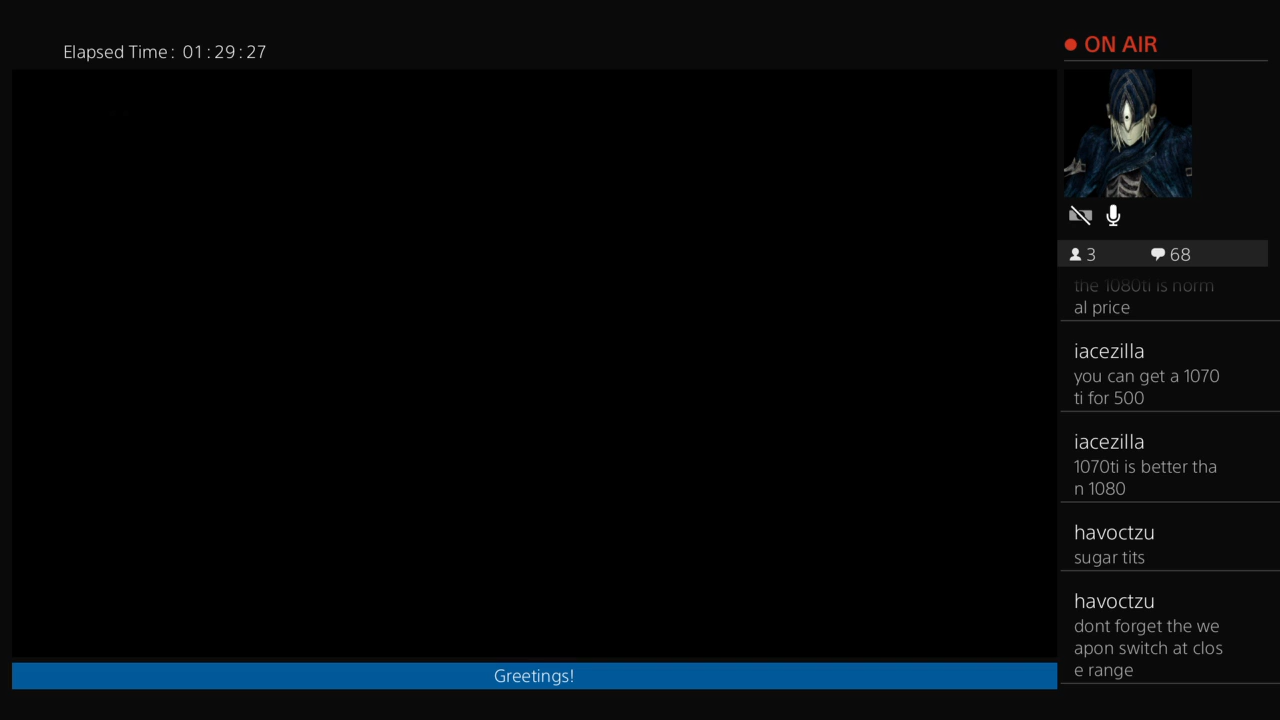 Elapsed Time: 01:29:27
ON AIR
3 68
the 1080ti is norm
al price
iacezilla
you can get a 1070
ti for 500
iacezilla
1070ti is better tha
n 1080
havoctzu
sugar tits
havoctzu
dont forget the we
apon switch at clos
e range
Greetings!